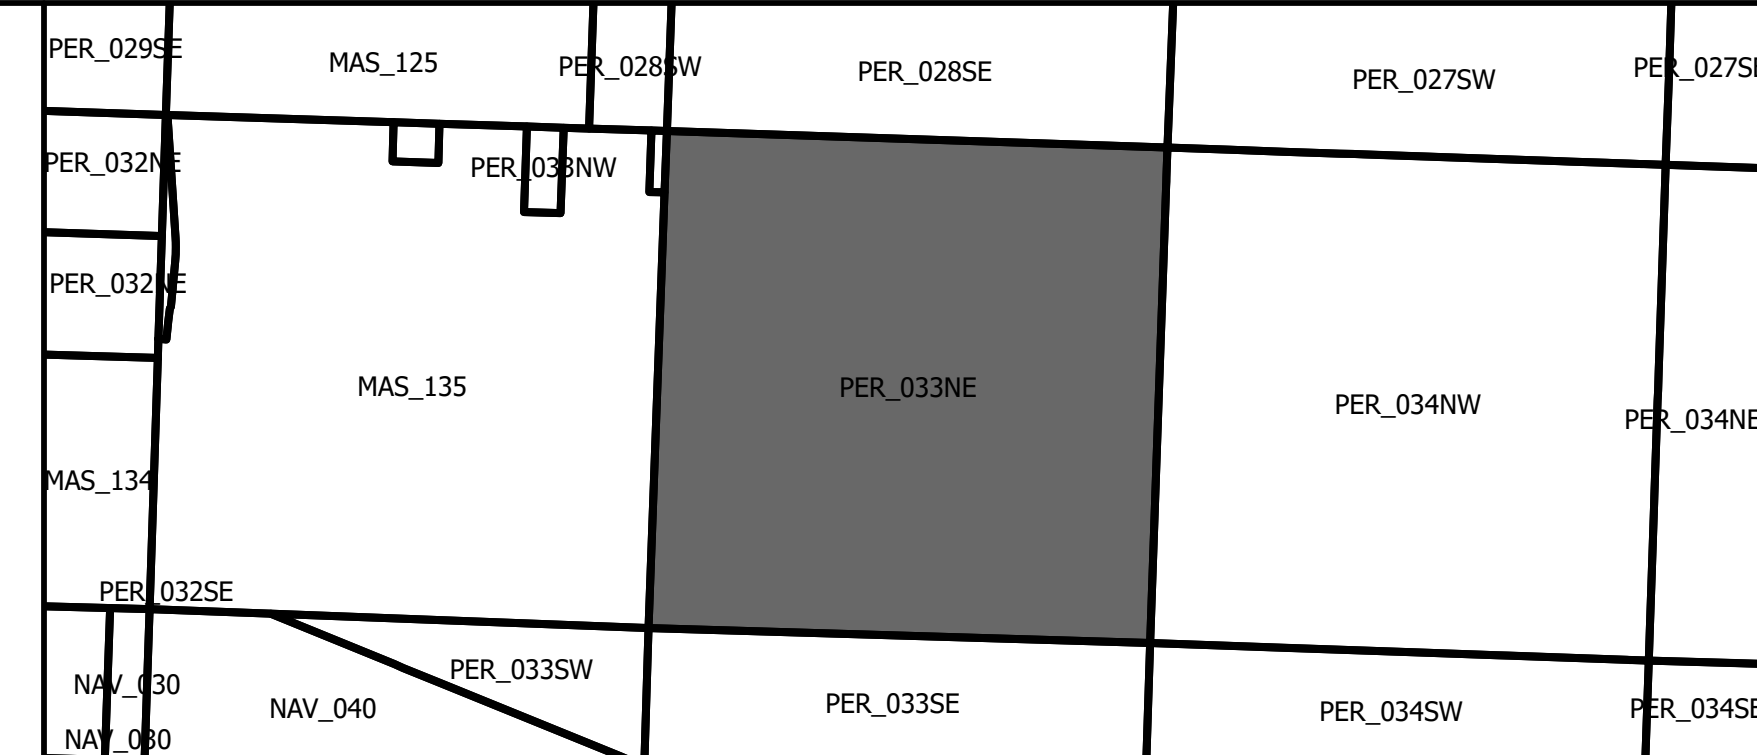 PER_029SE
MAS_125
PER_028SW
PER_028SE
PER_027SW
PER_027SE
PER_032NE
PER_033NW
PER_032NE
MAS_135
PER_033NE
PER_034NW
PER_034NE
MAS_134
PER_032SE
NAV_030
NAV_040
PER_033SW
PER_033SE
PER_034SW
PER_034SE
NAV_030